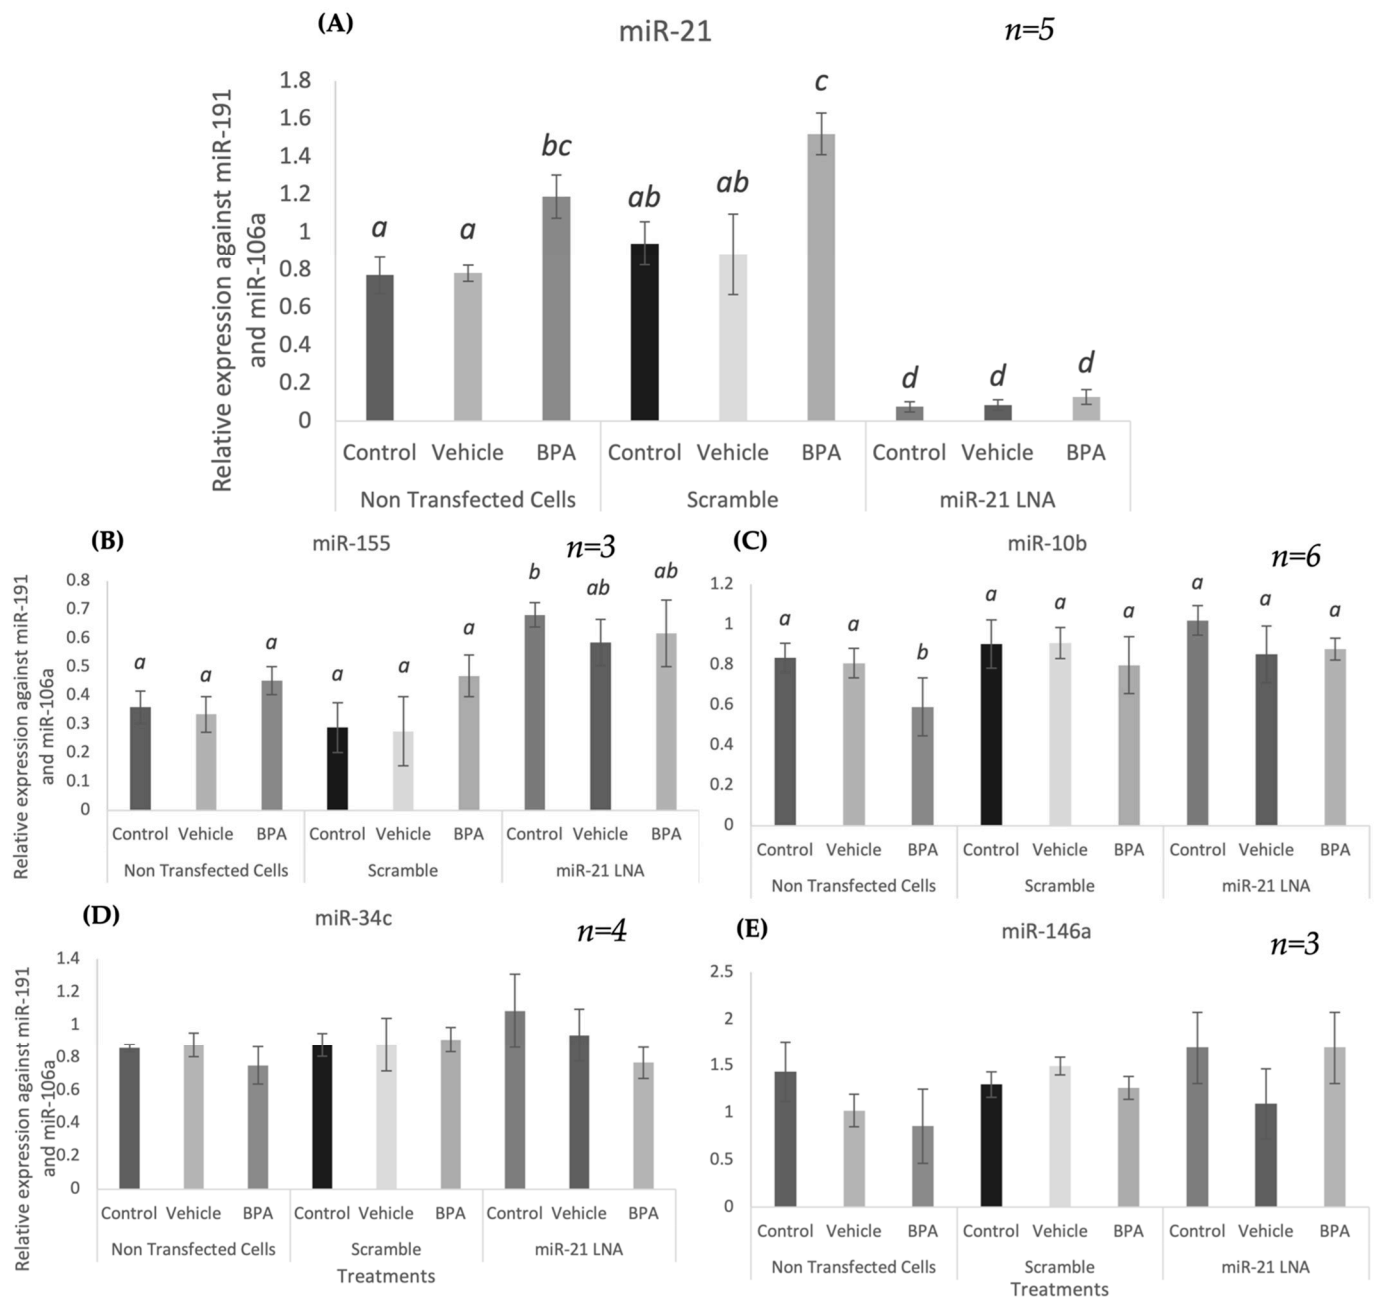 (A) miR-21 n=5
Relative expression against miR-191
and miR-106a
1.8
1.6
1.4
1.2
1
0.8
0.6
0.4
0.2
0
a a bc ab ab c d d d
Control Vehicle BPA Control Vehicle BPA Control Vehicle BPA
Non Transfected Cells Scramble miR-21 LNA
(B) miR-155 n=3
Relative expression against miR-191
and miR-106a
0.8
0.7
0.6
0.5
0.4
0.3
0.2
0.1
0
a a a a a a b ab ab
Control Vehicle BPA Control Vehicle BPA Control Vehicle BPA
Non Transfected Cells Scramble miR-21 LNA
(C) miR-10b n=6
1.2
1
0.8
0.6
0.4
0.2
0
a a b a a a a a a
Control Vehicle BPA Control Vehicle BPA Control Vehicle BPA
Non Transfected Cells Scramble miR-21 LNA
(D) miR-34c n=4
Relative expression against miR-191
and miR-106a
1.4
1.2
1
0.8
0.6
0.4
0.2
0
Control Vehicle BPA Control Vehicle BPA Control Vehicle BPA
Non Transfected Cells Scramble miR-21 LNA
Treatments
(E) miR-146a n=3
2.5
2
1.5
1
0.5
0
Control Vehicle BPA Control Vehicle BPA Control Vehicle BPA
Non Transfected Cells Scramble miR-21 LNA
Treatments